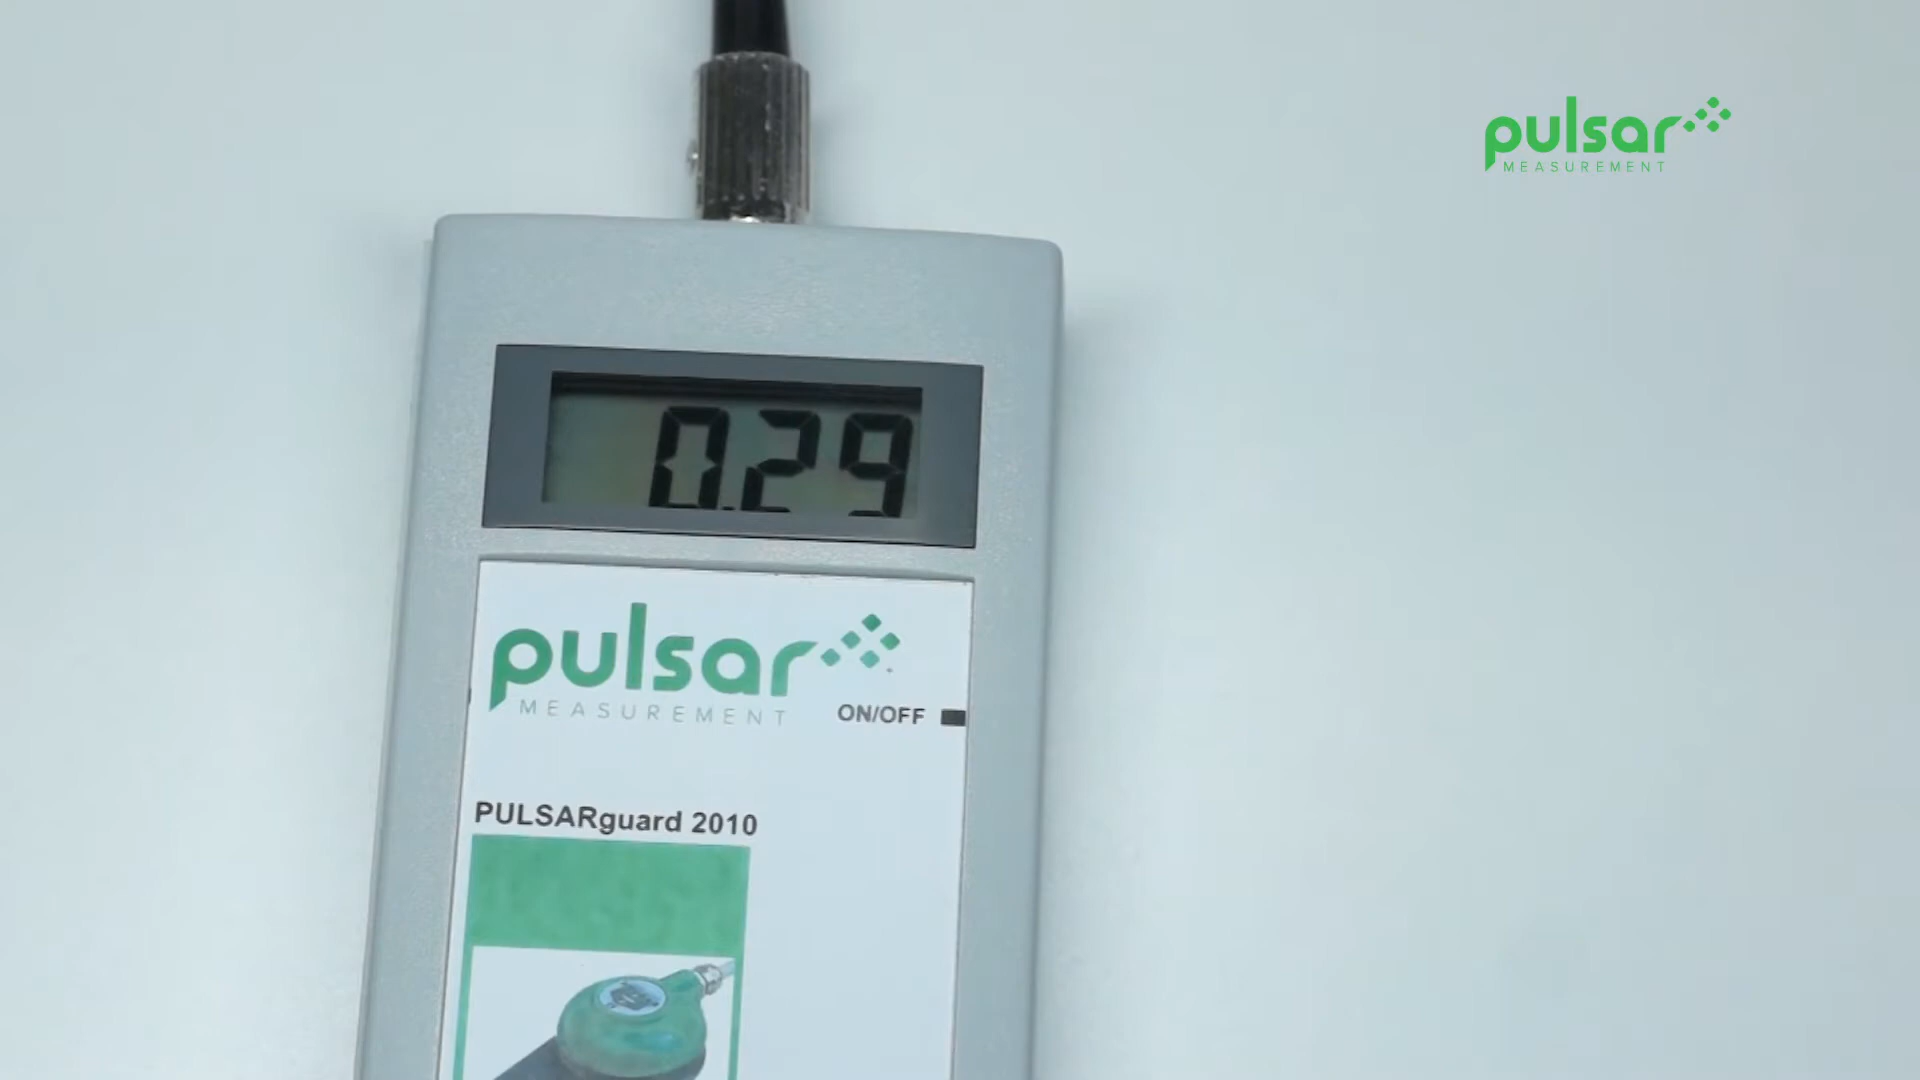 pulsar
MEASUREMENT
0.29
pulsar
MEASUREMENT
ON/OFF
PULSARguard 2010